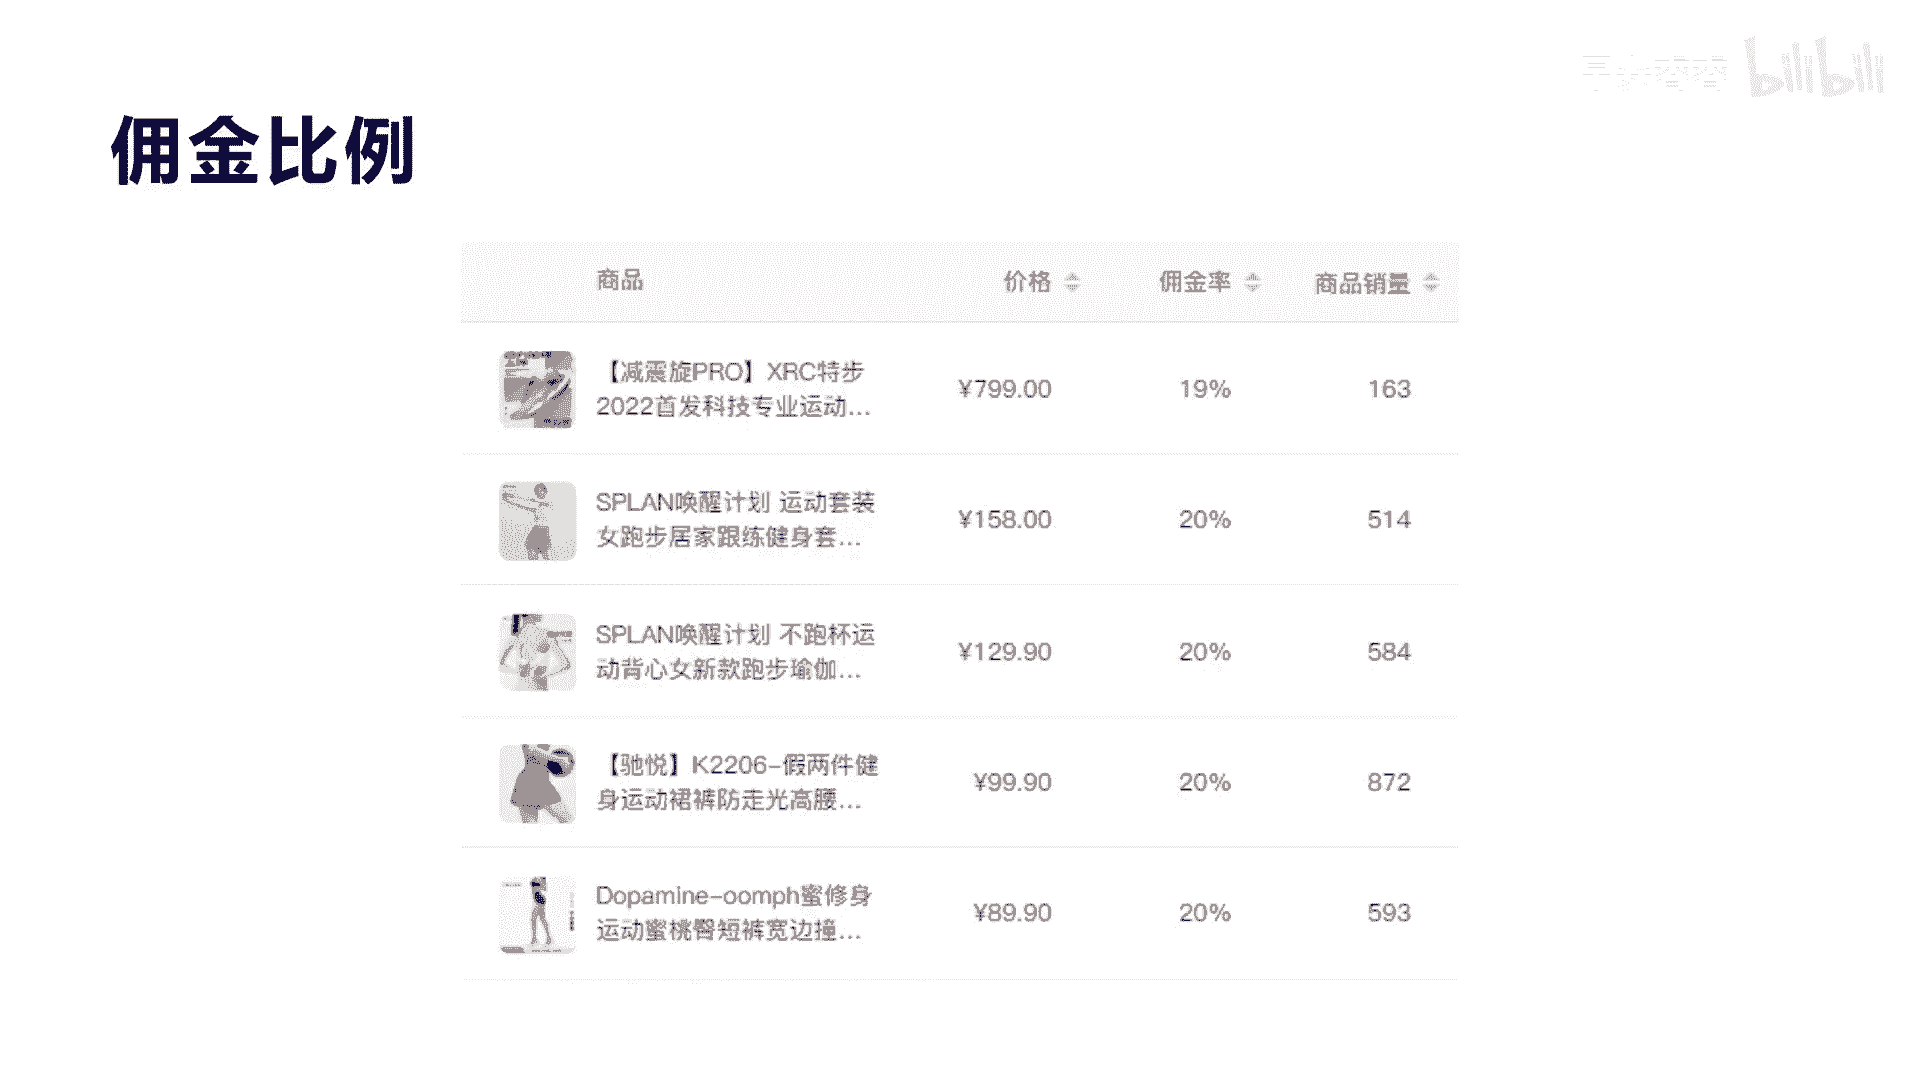 bilibili
佣金比例
商品 价格 佣金率 商品销量
【减震旋PRO】XRC特步
2022首发科技专业运动...
¥799.00 19% 163
SPLAN唤醒计划 运动套装
女跑步居家跟练健身套...
¥158.00 20% 514
SPLAN唤醒计划 不跑杯运
动背心女新款跑步瑜伽...
¥129.90 20% 584
【驰悦】K2206-假两件健
身运动裙裤防走光高腰...
¥99.90 20% 872
Dopamine-oomph蜜修身
运动蜜桃臀短裤宽边撞...
¥89.90 20% 593